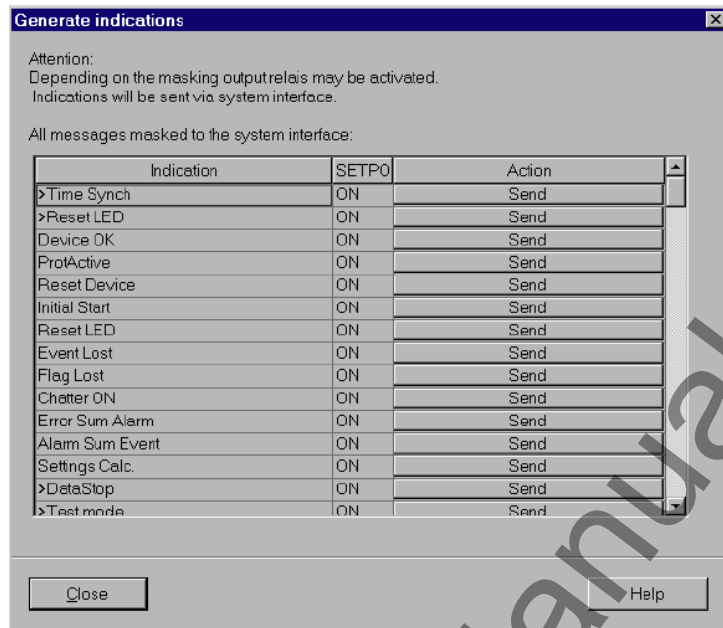 Generate indications
Attention:
Depending on the masking output relais may be activated.
Indications will be sent via system interface.
All messages masked to the system interface:
Indication SETPO Action
>Time Synch ON Send
>Reset LED ON Send
Device OK ON Send
ProtActive ON Send
Reset Device ON Send
Initial Start ON Send
Reset LED ON Send
Event Lost ON Send
Flag Lost ON Send
Chatter ON ON Send
Error Sum Alarm ON Send
Alarm Sum Event ON Send
Settings Calc. ON Send
>DataStop ON Send
>Test mode ON Send
Close Help